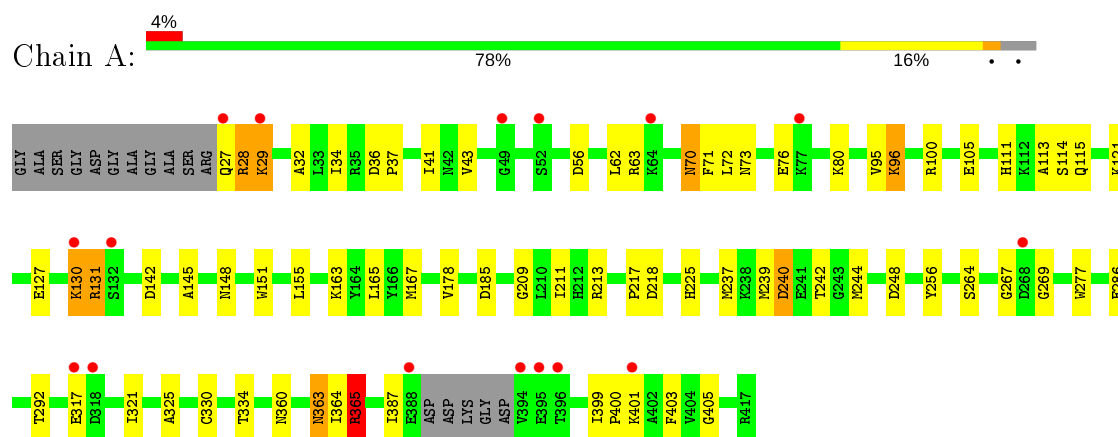 4%
Chain A:
78% 16% • •
GLY ALA SER GLY ASP GLY ALA GLY ALA ALA SER ARG Q27 R28 K29 A32 L33 I34 R35 D36 P37 I41 N42 V43 G49 S52 D56 L62 R63 K64 N70 F71 L72 N73 E76 K77 K80 V95 K96 R100 E105 H111 K112 A113 S114 Q115 K121
E127 K130 R131 S132 D142 A145 N148 W151 L155 K163 Y164 L165 Y166 M167 V178 D185 G209 L210 I211 H212 R213 P217 D218 H225 M237 K238 M239 D240 E241 T242 G243 M244 D248 Y256 S264 G267 D268 G269 W277
T292 E317 D318 I321 A325 C330 T334 N360 N363 I364 R365 I387 E388 ASP ASP LYS GLY ASP V394 E395 T396 I399 P400 K401 A402 F403 V404 G405 R417